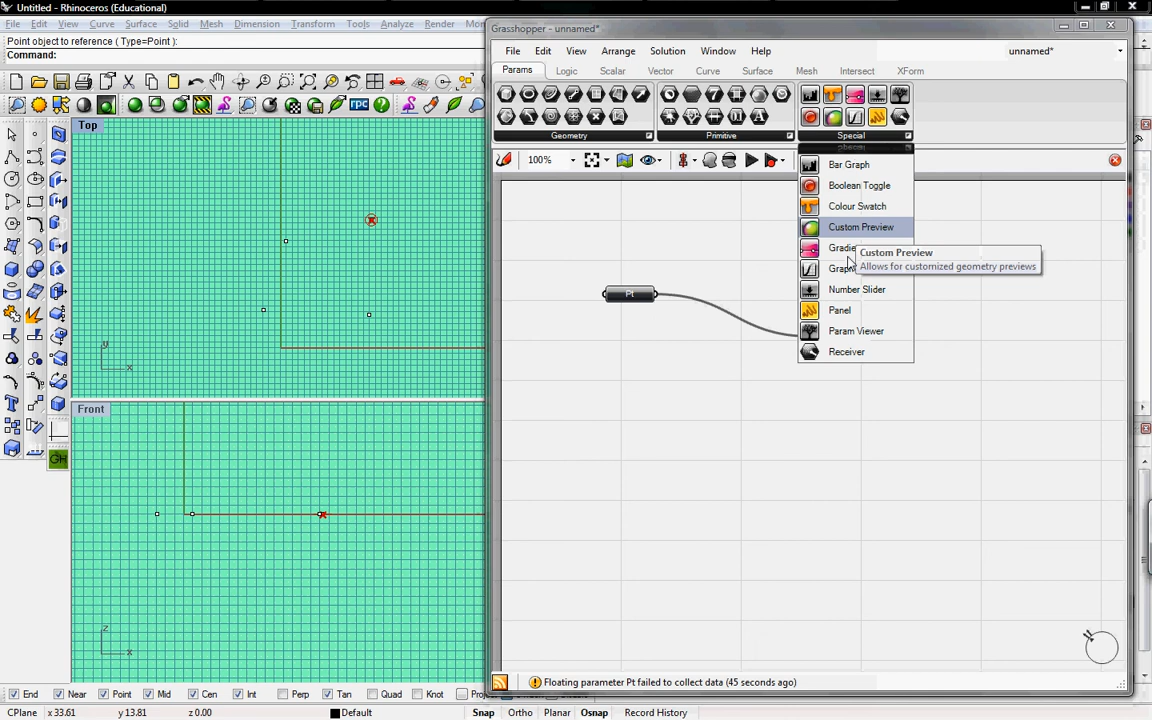 Untitled - Rhinoceros (Educational)
File Edit View Curve Surface Solid Mesh Dimension Transform Tools Analyze Render
Point object to reference ( Type=Point ):
Command:
Grasshopper - unnamed*
File Edit View Arrange Solution Window Help unnamed*
Params Logic Scalar Vector Curve Surface Mesh Intersect XForm
Geometry Primitive Special
100%
rpc
Top
Bar Graph
Boolean Toggle
Colour Swatch
Custom Preview
Custom Preview
Allows for customized geometry previews
Number Slider
Panel
Param Viewer
Receiver
Pt
y
x
Front
z
x
GH
N
Floating parameter Pt failed to collect data (45 seconds ago)
End Near Point Mid Cen Int Perp Tan Quad Knot
CPlane x 33.61 y 13.81 z 0.00 Default Snap Ortho Planar Osnap Record History